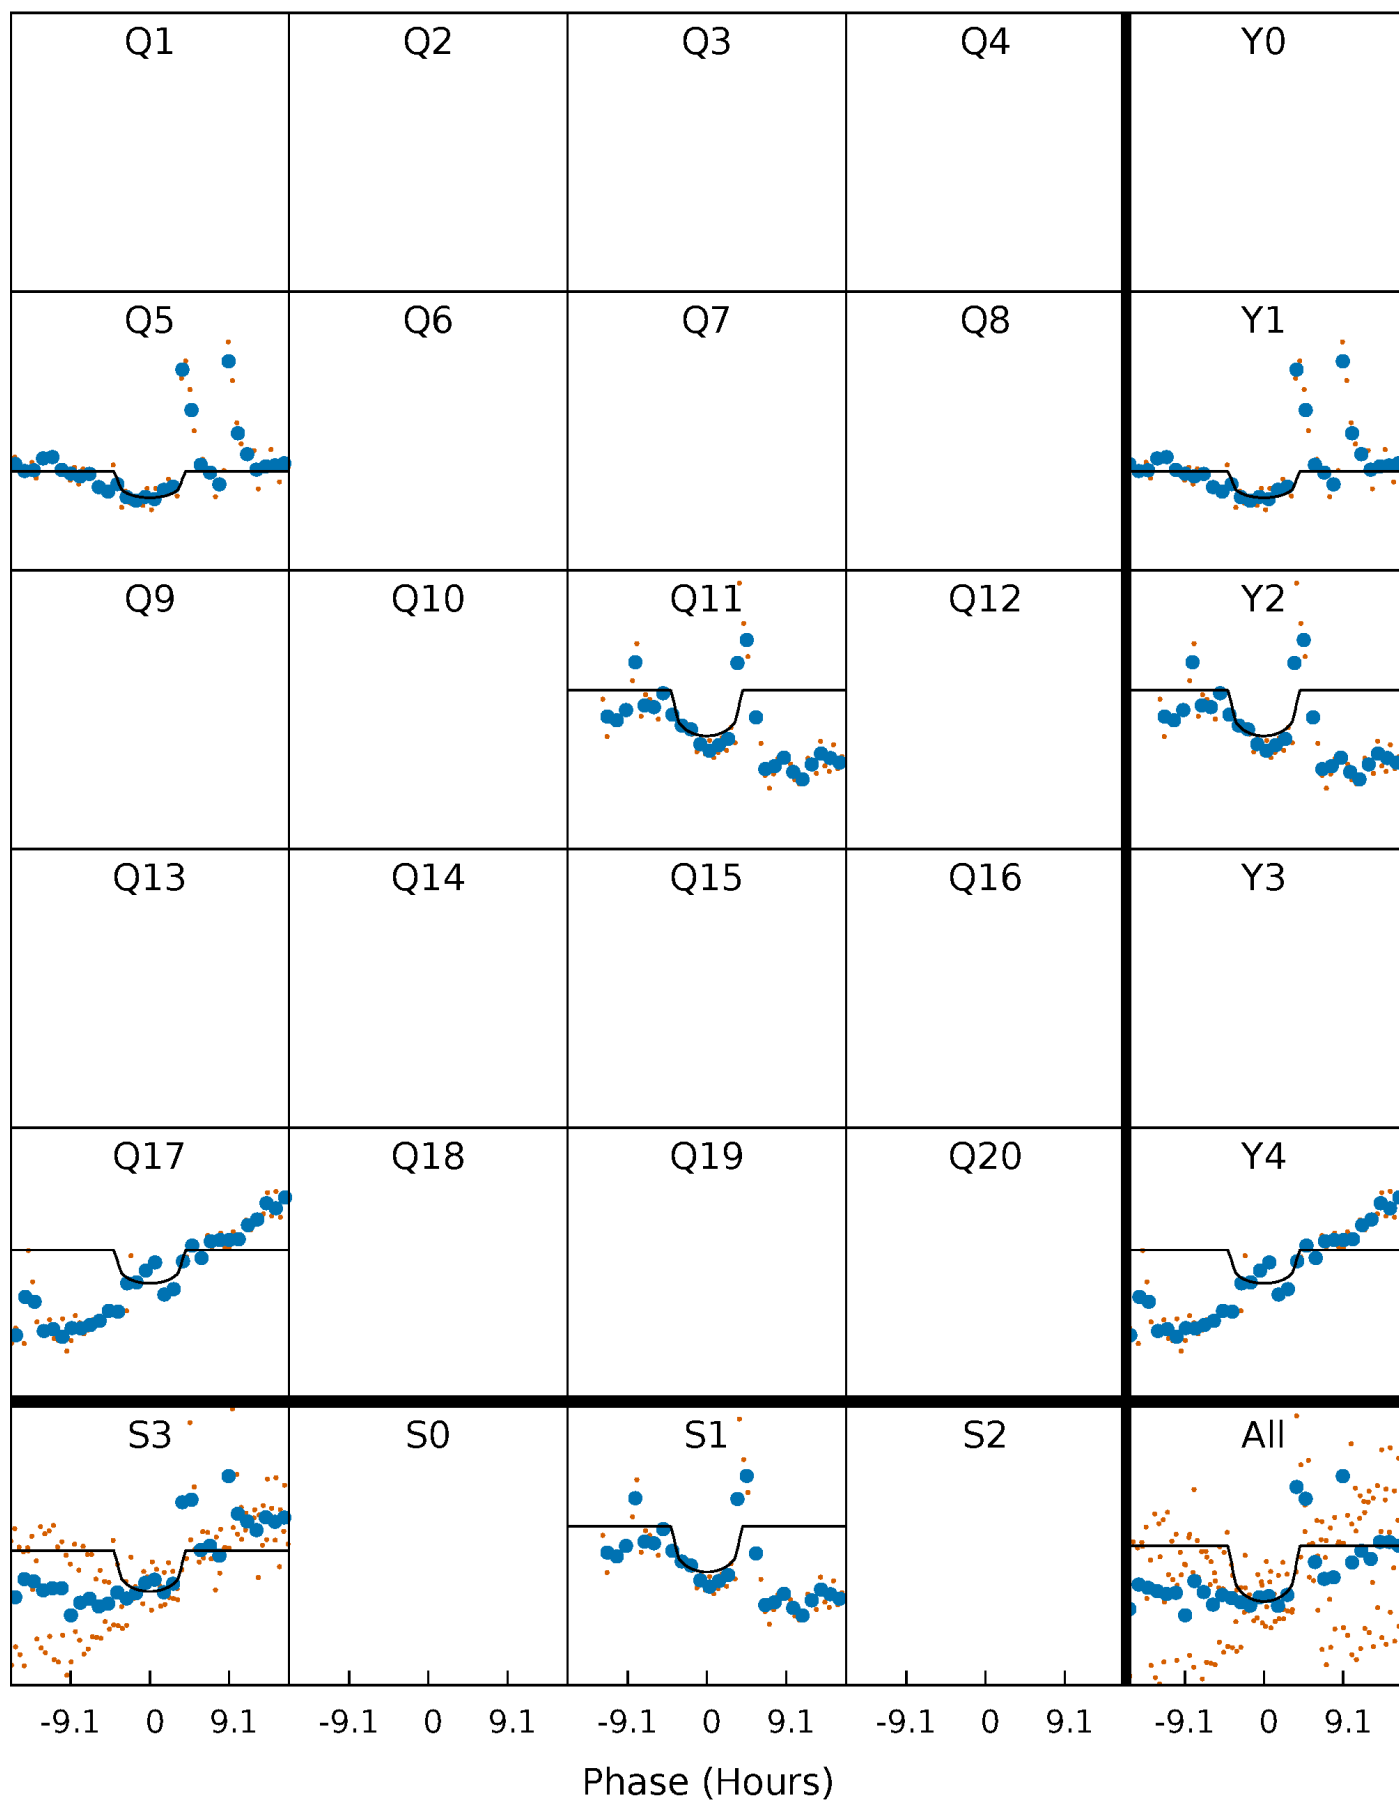 Q1 Q2 Q3 Q4 Y0
Q5 Q6 Q7 Q8 Y1
Q9 Q10 Q11 Q12 Y2
Q13 Q14 Q15 Q16 Y3
Q17 Q18 Q19 Q20 Y4
S3 S0 S1 S2 All
-9.1 0 9.1 -9.1 0 9.1 -9.1 0 9.1 -9.1 0 9.1 -9.1 0 9.1
Phase (Hours)